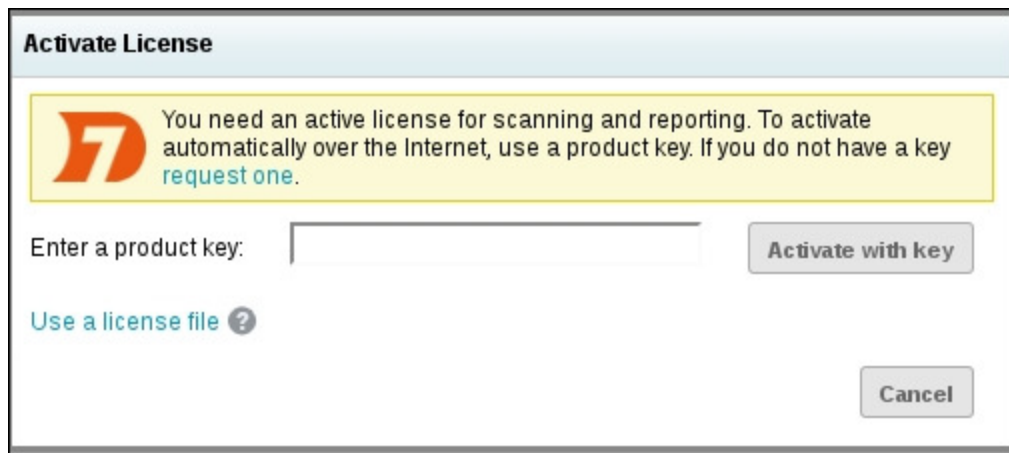 Activate License
You need an active license for scanning and reporting. To activate
automatically over the Internet, use a product key. If you do not have a key
request one.
Enter a product key:
Activate with key
Use a license file ?
Cancel